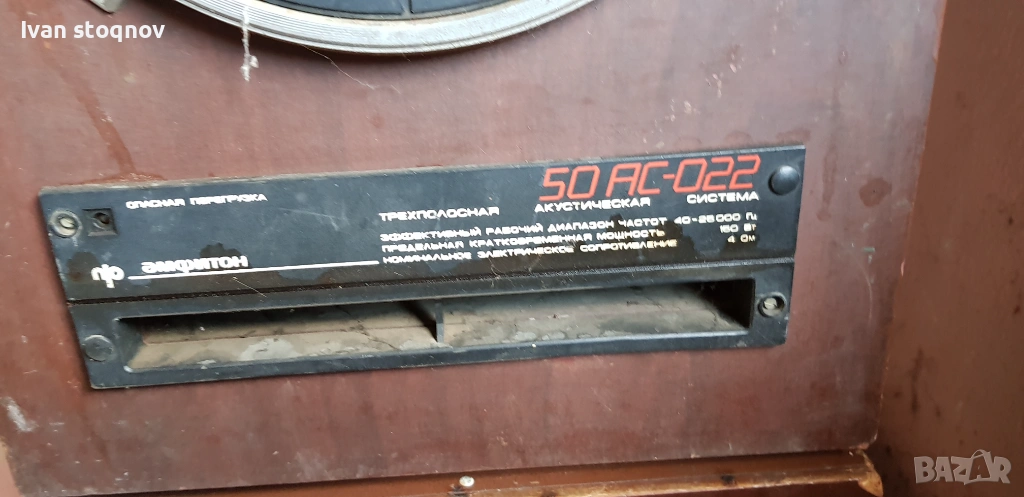 Ivan stoqnov
50 АС-022
ОПАСНАЯ ПЕРЕГРУЗКА
ТРЕХПОЛОСНАЯ АКУСТИЧЕСКАЯ СИСТЕМА
ЭФФЕКТИВНЫЙ РАБОЧИЙ ДИАПАЗОН ЧАСТОТ 40-25000 Гц
ПРЕДЕЛЬНАЯ КРАТКОВРЕМЕННАЯ МОЩНОСТЬ 150 Вт
НОМИНАЛЬНОЕ ЭЛЕКТРИЧЕСКОЕ СОПРОТИВЛЕНИЕ 4 Ом
BAZAR